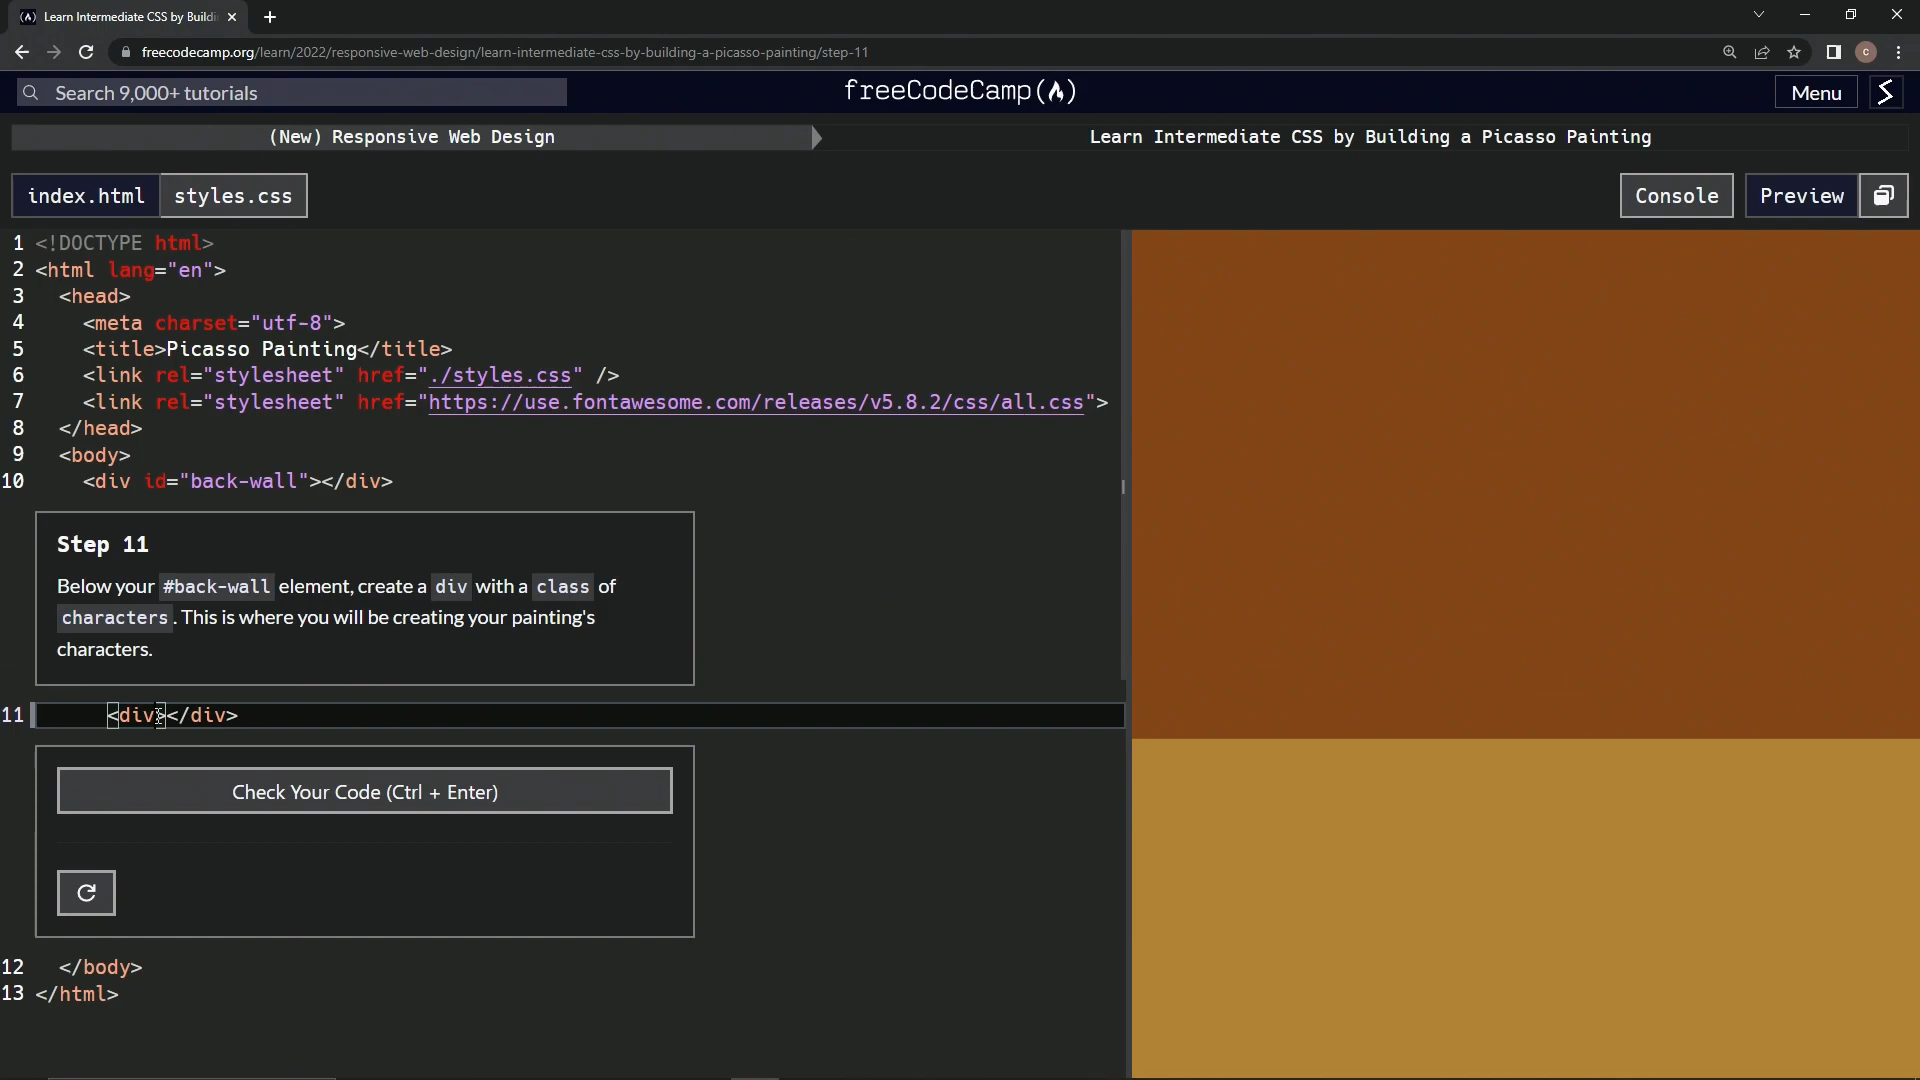 Learn Intermediate CSS by Buildi
freecodecamp.org/learn/2022/responsive-web-design/learn-intermediate-css-by-building-a-picasso-painting/step-11
c
Search 9,000+ tutorials
freeCodeCamp(🔥)
Menu
(New) Responsive Web Design
Learn Intermediate CSS by Building a Picasso Painting
index.html
styles.css
Console
Preview
1 <!DOCTYPE html>
2 <html lang="en">
3 <head>
4 <meta charset="utf-8">
5 <title>Picasso Painting</title>
6 <link rel="stylesheet" href="./styles.css" />
7 <link rel="stylesheet" href="https://use.fontawesome.com/releases/v5.8.2/css/all.css">
8 </head>
9 <body>
10 <div id="back-wall"></div>
Step 11
Below your #back-wall element, create a div with a class of
characters. This is where you will be creating your painting's
characters.
11 <div></div>
Check Your Code (Ctrl + Enter)
12 </body>
13 </html>